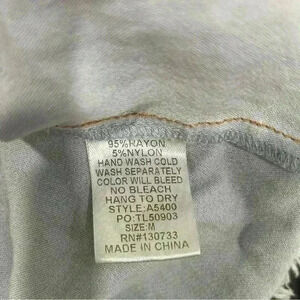 95%RAYON
5%NYLON
HAND WASH COLD
WASH SEPARATELY
COLOR WILL BLEED
NO BLEACH
HANG TO DRY
STYLE:A5400
PO:TL50903
SIZE:M
RN#130733
MADE IN CHINA